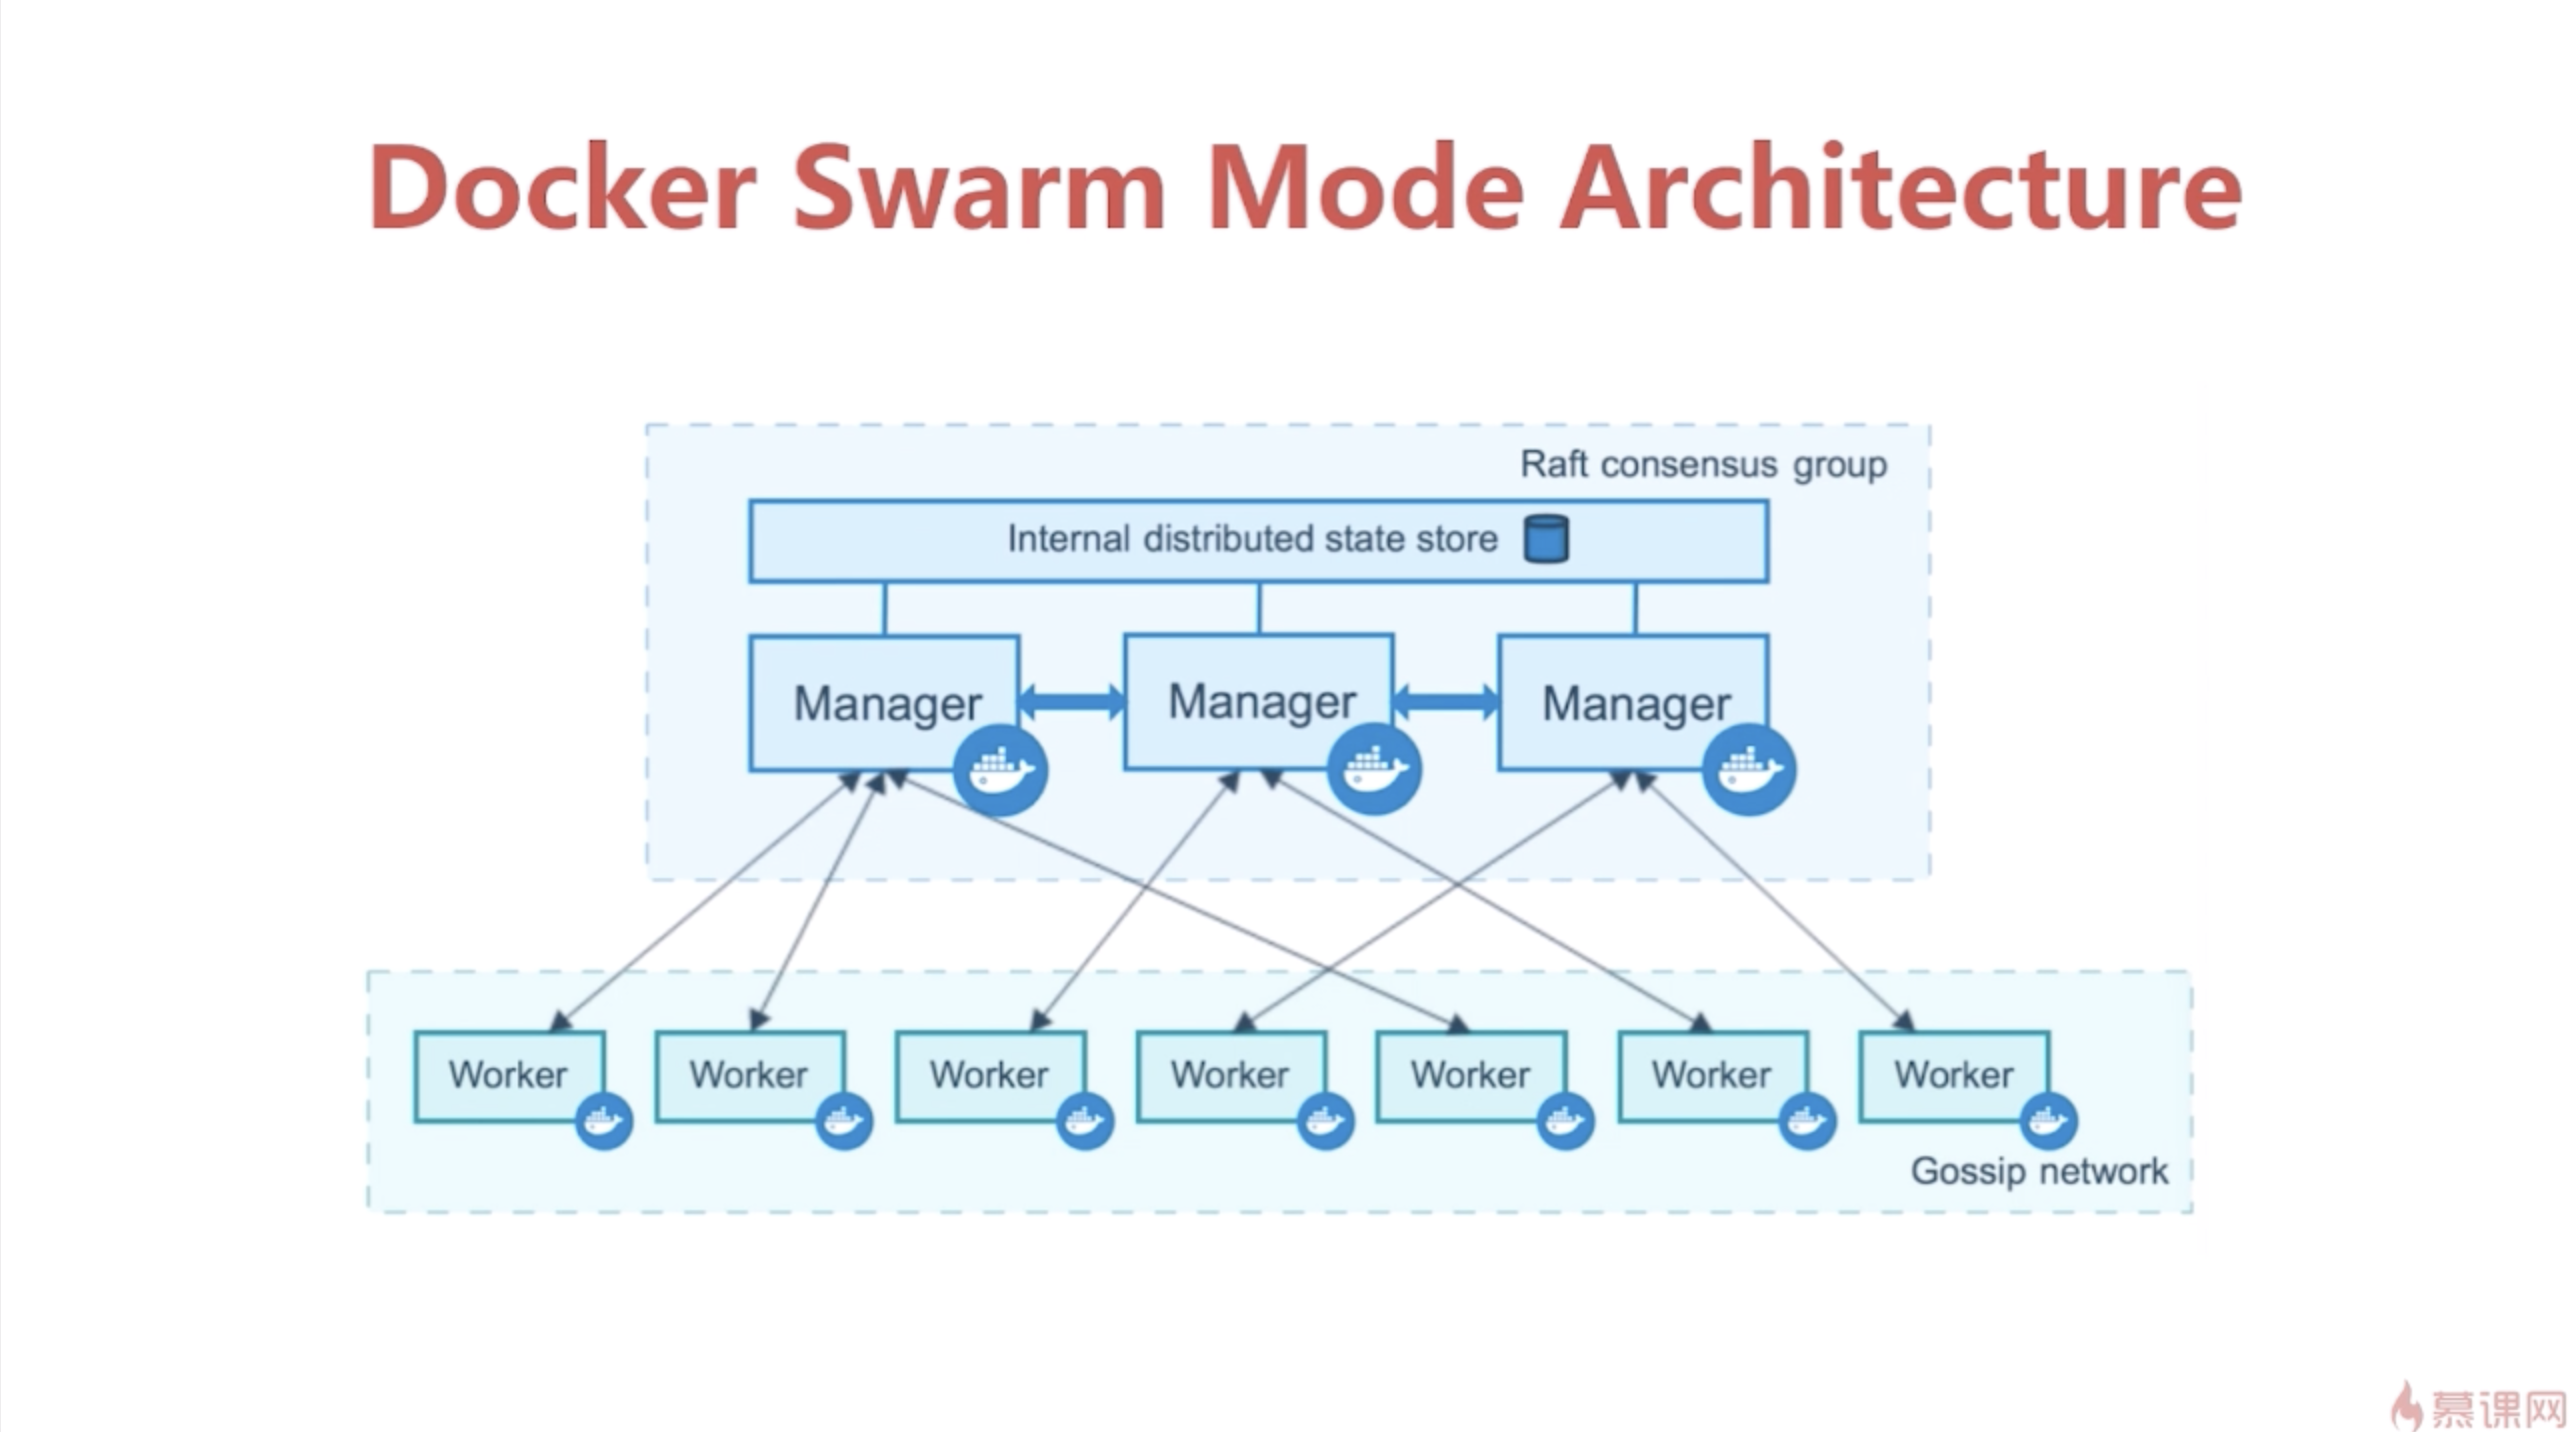 Docker Swarm Mode Architecture
Raft consensus group
Internal distributed state store
Manager
Manager
Manager
Worker
Worker
Worker
Worker
Worker
Worker
Worker
Gossip network
慕课网